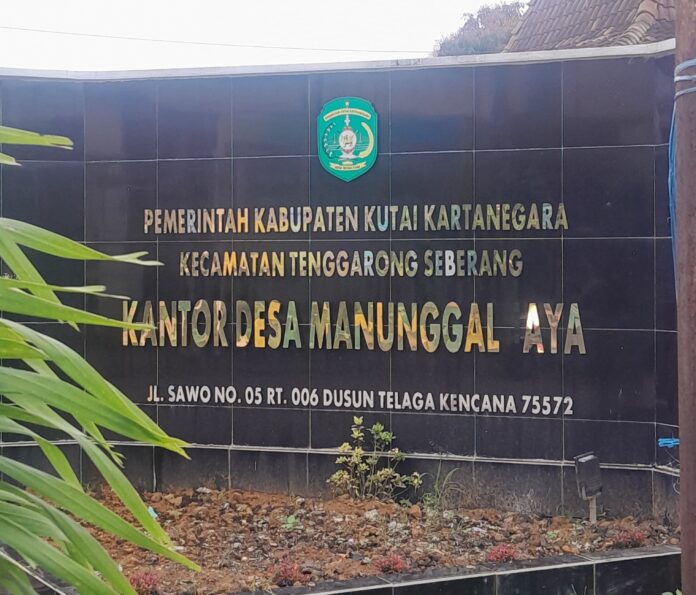 PEMERINTAH KABUPATEN KUTAI KARTANEGARA
KECAMATAN TENGGARONG SEBERANG
KANTOR DESA MANUNGGAL AYA
JL. SAWO NO. 05 RT. 006 DUSUN TELAGA KENCANA 75572